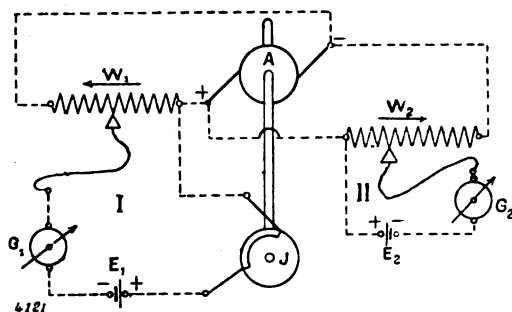 −
A
W₁
+
W₂
I
II
G₁
G₂
+ −
E₂
E₁
− +
J
4121